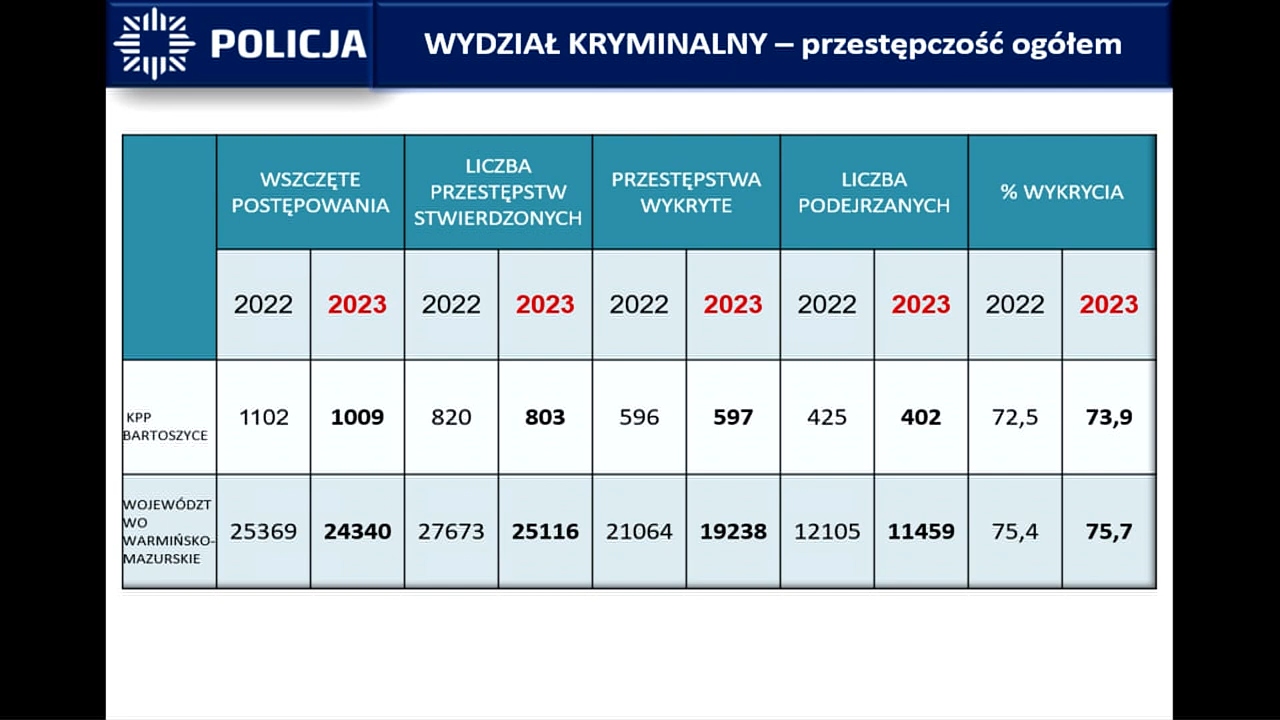 POLICJA
WYDZIAŁ KRYMINALNY – przestępczość ogółem
WSZCZĘTE
POSTĘPOWANIA
LICZBA
PRZESTĘPSTW
STWIERDZONYCH
PRZESTĘPSTWA
WYKRYTE
LICZBA
PODEJRZANYCH
% WYKRYCIA
2022 2023 2022 2023 2022 2023 2022 2023 2022 2023
KPP
BARTOSZYCE
1102 1009 820 803 596 597 425 402 72,5 73,9
WOJEWÓDZT
WO
WARMIŃSKO-
MAZURSKIE
25369 24340 27673 25116 21064 19238 12105 11459 75,4 75,7